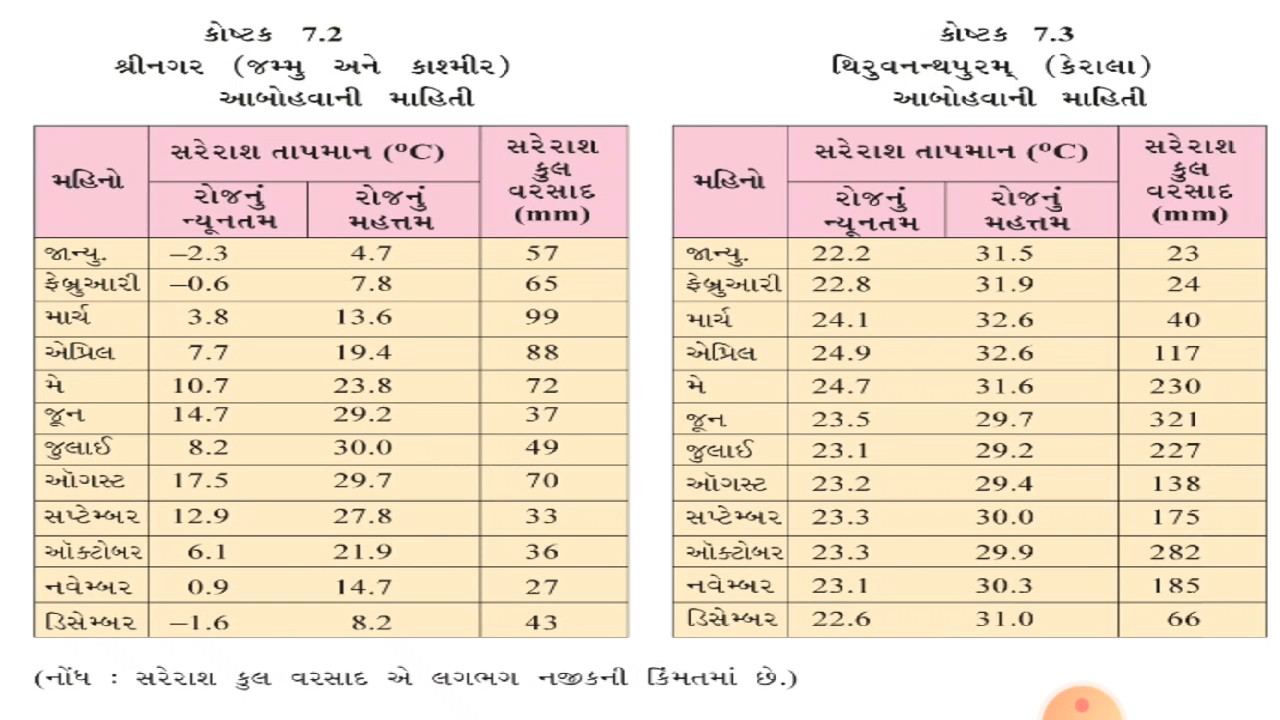 કોષ્ટક 7.2
શ્રીનગર (જમ્મુ અને કાશ્મીર)
આબોહવાની માહિતી
મહિનો સરેરાશ તાપમાન (⁰C) સરેરાશ કુલ વરસાદ (mm)
રોજનું ન્યૂનતમ રોજનું મહત્તમ
જાન્યુ. –2.3 4.7 57
ફેબ્રુઆરી –0.6 7.8 65
માર્ચ 3.8 13.6 99
એપ્રિલ 7.7 19.4 88
મે 10.7 23.8 72
જૂન 14.7 29.2 37
જુલાઈ 8.2 30.0 49
ઑગસ્ટ 17.5 29.7 70
સપ્ટેમ્બર 12.9 27.8 33
ઑક્ટોબર 6.1 21.9 36
નવેમ્બર 0.9 14.7 27
ડિસેમ્બર –1.6 8.2 43
કોષ્ટક 7.3
થિરુવનન્થપુરમ્ (કેરાલા)
આબોહવાની માહિતી
મહિનો સરેરાશ તાપમાન (⁰C) સરેરાશ કુલ વરસાદ (mm)
રોજનું ન્યૂનતમ રોજનું મહત્તમ
જાન્યુ. 22.2 31.5 23
ફેબ્રુઆરી 22.8 31.9 24
માર્ચ 24.1 32.6 40
એપ્રિલ 24.9 32.6 117
મે 24.7 31.6 230
જૂન 23.5 29.7 321
જુલાઈ 23.1 29.2 227
ઑગસ્ટ 23.2 29.4 138
સપ્ટેમ્બર 23.3 30.0 175
ઑક્ટોબર 23.3 29.9 282
નવેમ્બર 23.1 30.3 185
ડિસેમ્બર 22.6 31.0 66
(નોંધ : સરેરાશ કુલ વરસાદ એ લગભગ નજીકની કિંમતમાં છે.)